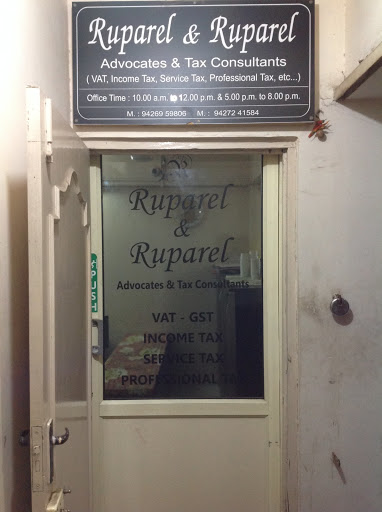 Ruparel & Ruparel
Advocates & Tax Consultants
( VAT, Income Tax, Service Tax, Professional Tax, etc...)
Office Time : 10.00 a.m. to 12.00 p.m. & 5.00 p.m. to 8.00 p.m.
M. : 94269 59806 M. : 94271 41584
Ruparel
&
Ruparel
Advocates & Tax Consultants
VAT - GST
INCOME TAX
SERVICE TAX
PROFESSIONAL TAX
PUSH